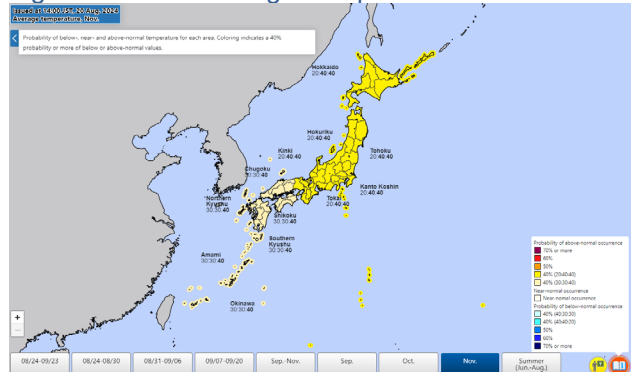 Issued at 14:00 JST 20 Aug. 2024
Average temperature, Nov.
Probability of below-, near- and above-normal temperature for each area. Coloring indicates a 40%
probability or more of below or above-normal values.
Hokkaido
20:40:40
Hokuriku
20:40:40
Kinki
20:40:40
Tohoku
20:40:40
Chugoku
30:30:40
Kanto Koshin
20:40:40
Tokai
20:40:40
Northern
Kyushu
30:30:40
Shikoku
30:30:40
Southern
Kyushu
30:30:40
Amami
30:30:40
Okinawa
30:30:40
Probability of above-normal occurrence
70% or more
60%
50%
40% (20:40:40)
40% (30:30:40)
Near-normal occurrence
Near-normal occurrence
Probability of below-normal occurrence
40% (40:30:30)
40% (40:40:20)
50%
60%
70% or more
+
08/24-09/23
08/24-08/30
08/31-09/06
09/07-09/20
Sep.-Nov.
Sep.
Oct.
Nov.
Summer
(Jun.-Aug.)